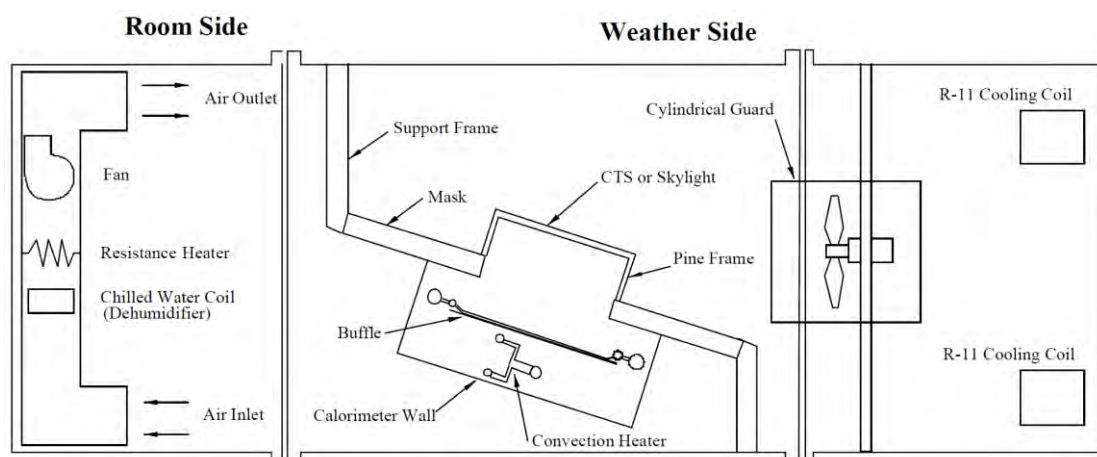 Room Side
Weather Side
Air Outlet
Fan
Resistance Heater
Chilled Water Coil
(Dehumidifier)
Air Inlet
Support Frame
Mask
CTS or Skylight
Pine Frame
Buffle
Calorimeter Wall
Convection Heater
Cylindrical Guard
R-11 Cooling Coil
R-11 Cooling Coil